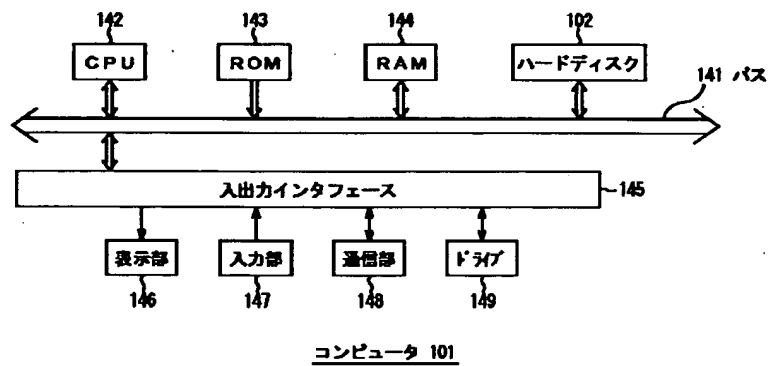 142 143 144 102
CPU ROM RAM ハードディスク
141 バス
入出力インタフェース 145
表示部 入力部 通信部 ドライブ
146 147 148 149
コンピュータ 101